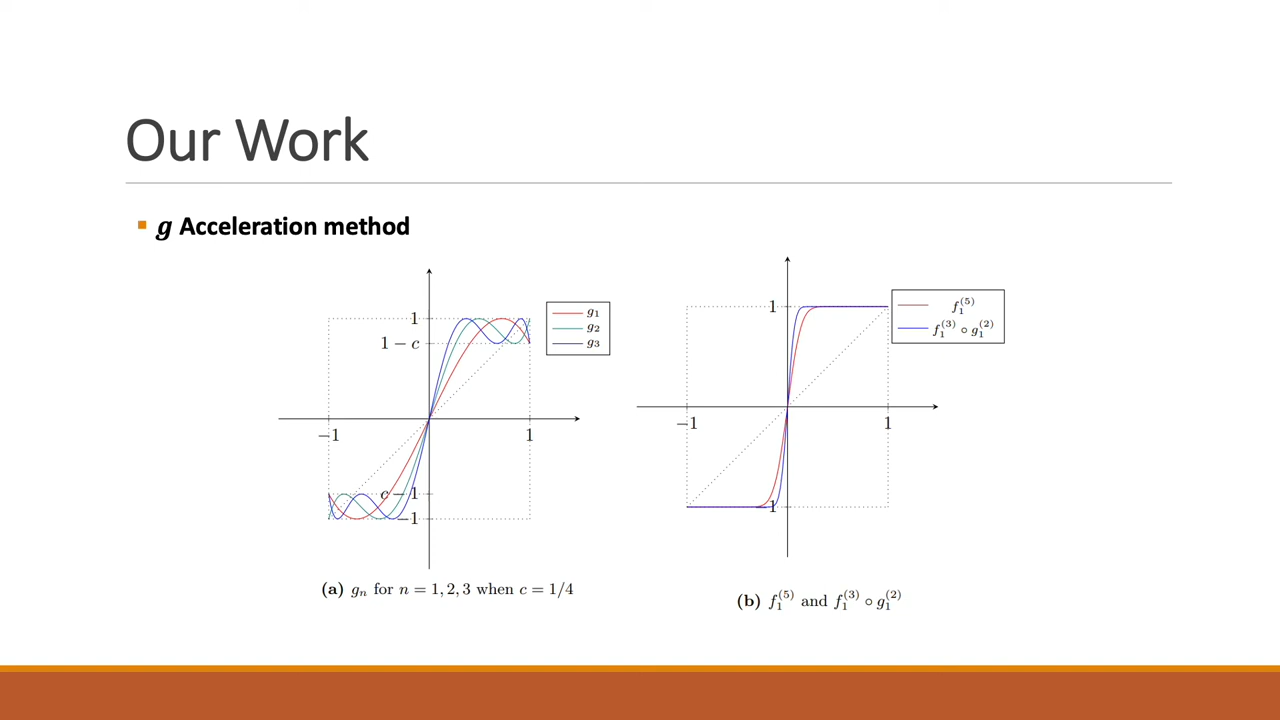 Our Work
g Acceleration method
1
1 − c
−1
1
c − 1
−1
g₁
g₂
g₃
(a) gₙ for n = 1, 2, 3 when c = 1/4
1
−1
1
−1
f₁⁽⁵⁾
f₁⁽³⁾ ∘ g₁⁽²⁾
(b) f₁⁽⁵⁾ and f₁⁽³⁾ ∘ g₁⁽²⁾